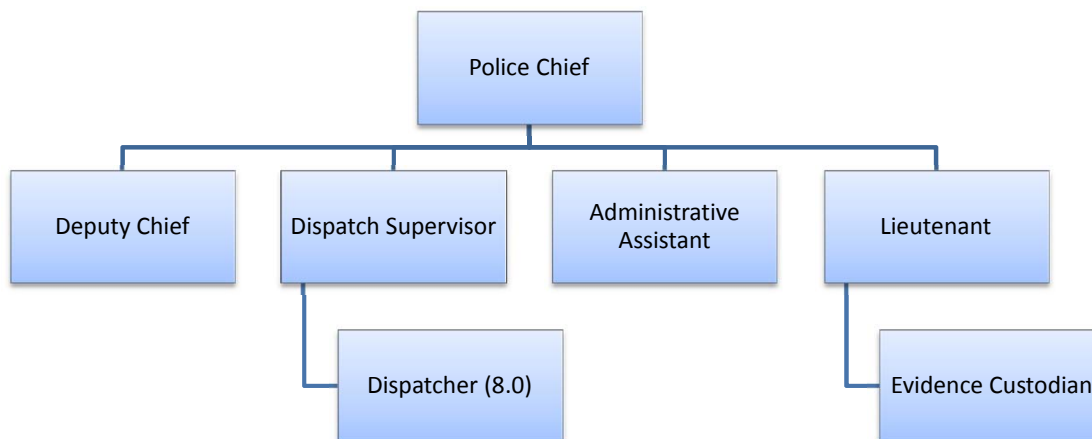 Police Chief
Deputy Chief
Dispatch Supervisor
Administrative
Assistant
Lieutenant
Dispatcher (8.0)
Evidence Custodian